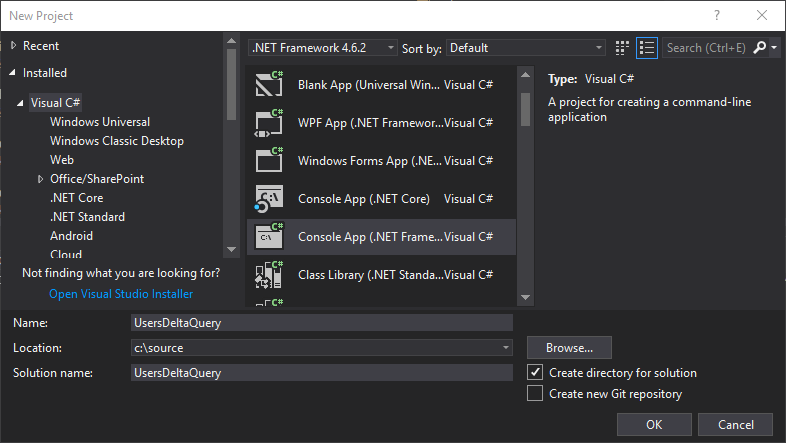 New Project
? 
Recent
Installed
Visual C#
Windows Universal
Windows Classic Desktop
Web
Office/SharePoint
.NET Core
.NET Standard
Android
Cloud
Not finding what you are looking for?
Open Visual Studio Installer
.NET Framework 4.6.2 Sort by: Default Search (Ctrl+E)
C# Blank App (Universal Win... Visual C#
C# WPF App (.NET Framewor... Visual C#
C# Windows Forms App (.NE... Visual C#
C# C:\ Console App (.NET Core) Visual C#
C# C:\ Console App (.NET Frame... Visual C#
C# Class Library (.NET Standa... Visual C#
C#
Type: Visual C#
A project for creating a command-line
application
Name: UsersDeltaQuery
Location: c:\source
Solution name: UsersDeltaQuery
Browse...
Create directory for solution
Create new Git repository
OK Cancel